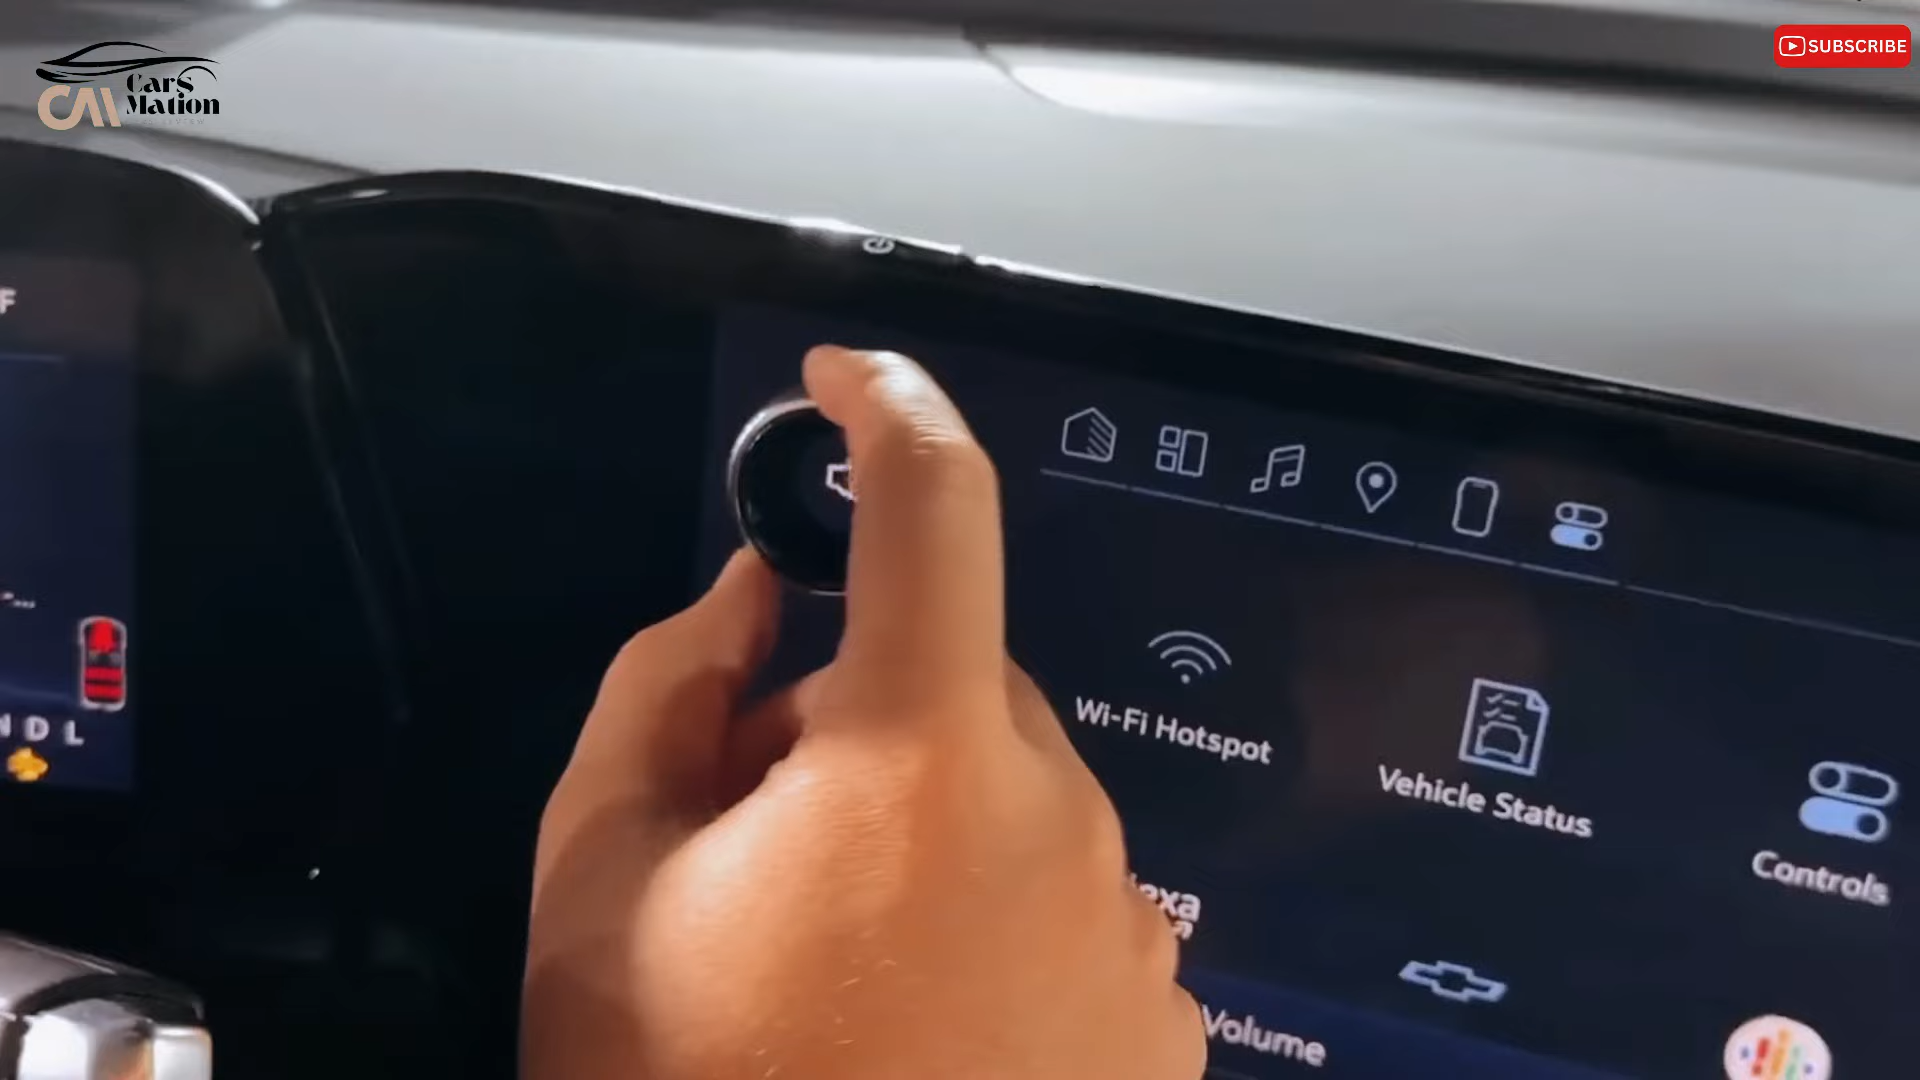 Cars
Mation
SUBSCRIBE
F
N D L
Wi-Fi Hotspot
Vehicle Status
Controls
Volume